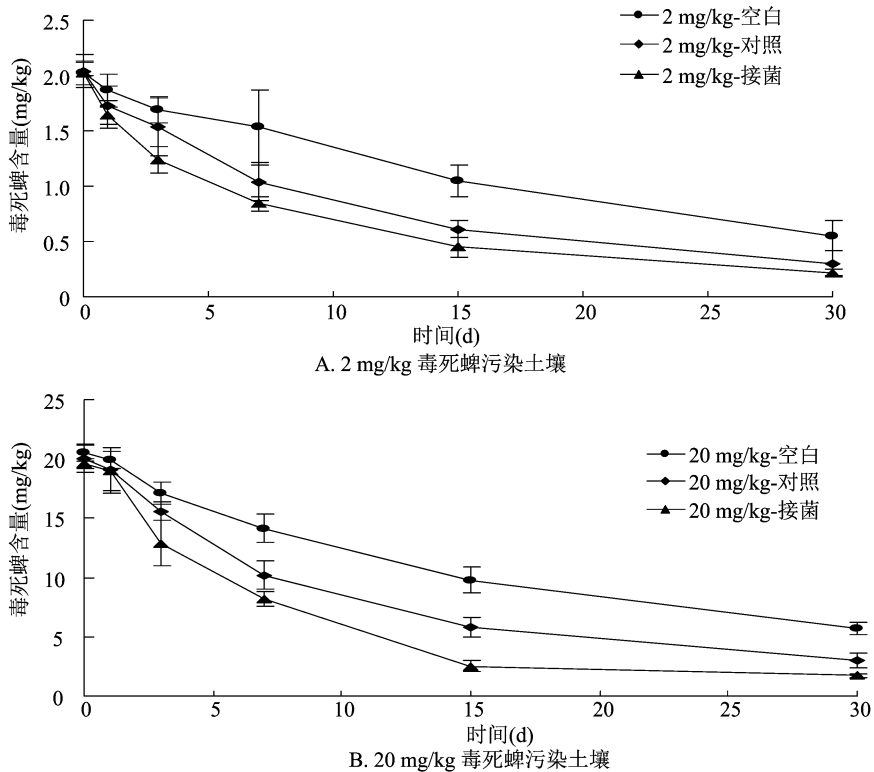 2.5
2 mg/kg-空白
2 mg/kg-对照
2 mg/kg-接菌
2.0
1.5
1.0
0.5
0
毒死蜱含量(mg/kg)
0 5 10 15 20 25 30
时间(d)
A. 2 mg/kg 毒死蜱污染土壤
25
20 mg/kg-空白
20 mg/kg-对照
20 mg/kg-接菌
20
15
10
5
0
毒死蜱含量(mg/kg)
0 5 10 15 20 25 30
时间(d)
B. 20 mg/kg 毒死蜱污染土壤